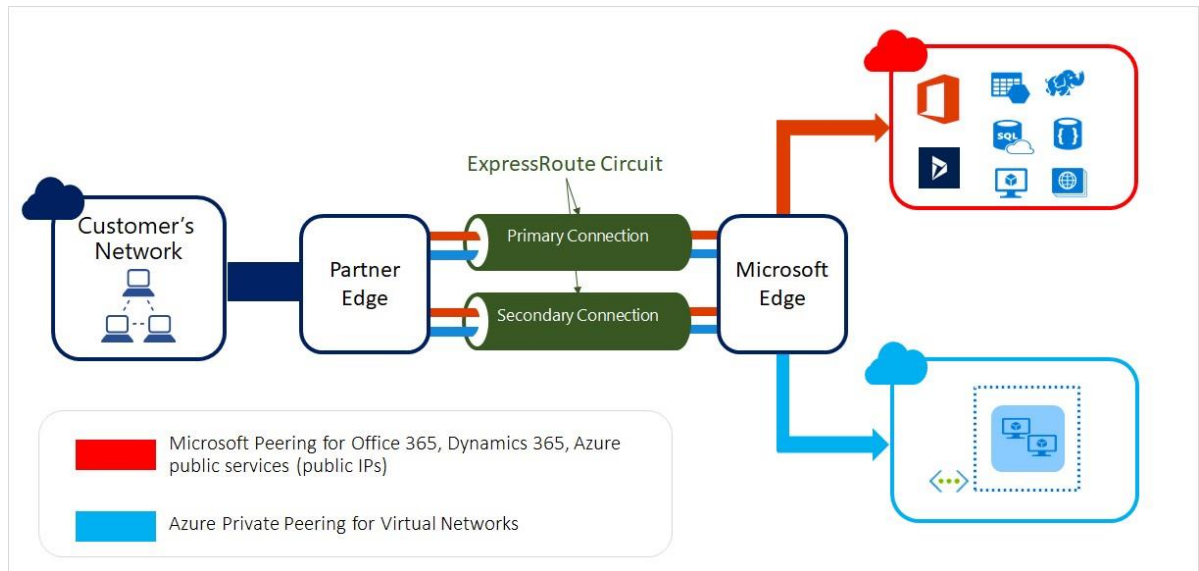 ExpressRoute Circuit
Customer's
Network
Partner
Edge
Primary Connection
Secondary Connection
Microsoft
Edge
SQL
{ }
Microsoft Peering for Office 365, Dynamics 365, Azure
public services (public IPs)
Azure Private Peering for Virtual Networks